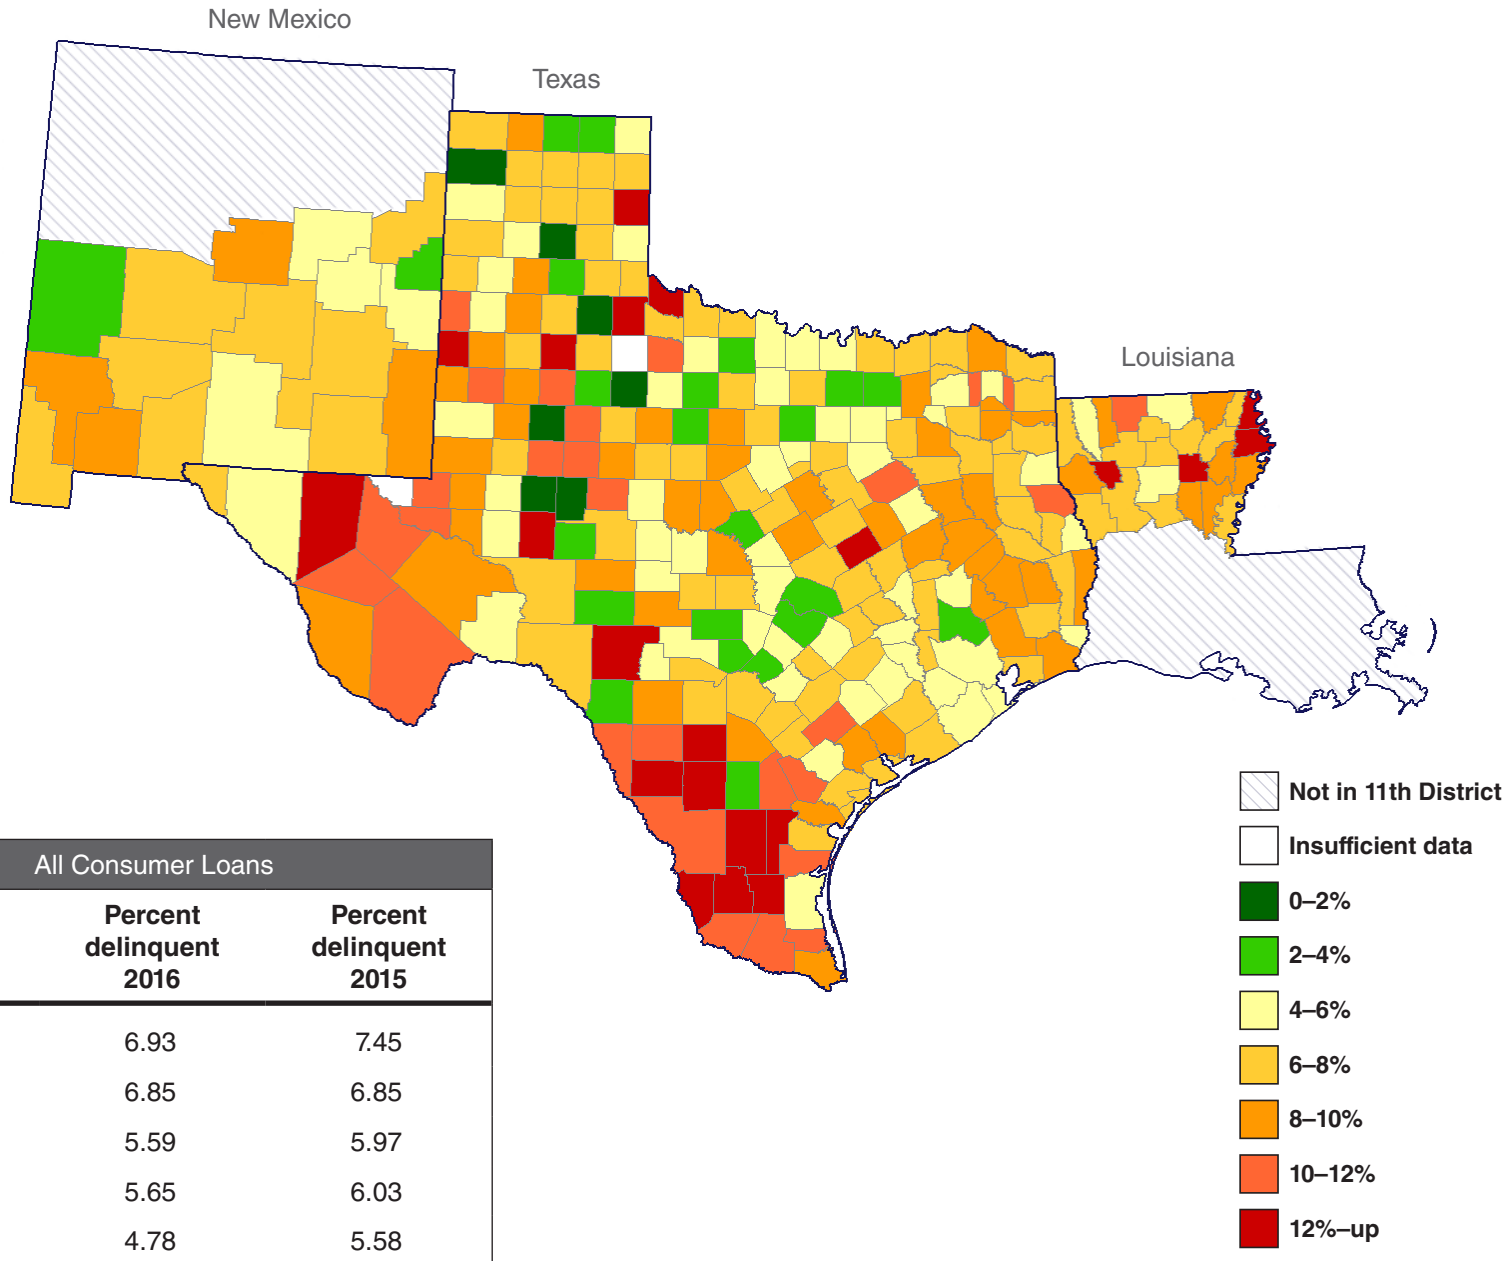 New Mexico
Texas
Louisiana
Not in 11th District
Insufficient data
0–2%
2–4%
4–6%
6–8%
8–10%
10–12%
12%–up
All Consumer Loans
Percent delinquent 2016
Percent delinquent 2015
6.93 7.45
6.85 6.85
5.59 5.97
5.65 6.03
4.78 5.58